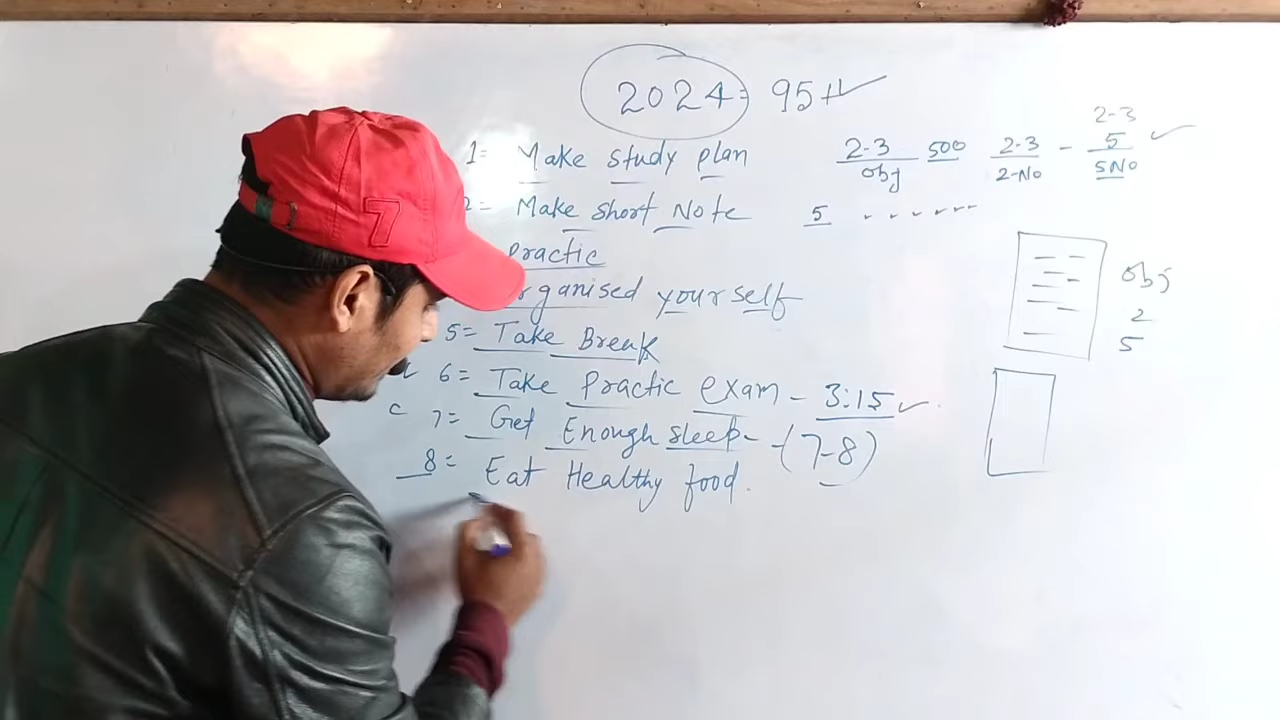 2024= 95+
1= Make study plan 2-3/obj 500 2-3/2-No - 2-3 5/5No
2= Make short Note 5
Practic
organised yourself
5= Take Break
6= Take Practic exam - 3:15
c 7= Get Enough sleep - (7-8)
8= Eat Healthy food.
obj
2
5
7